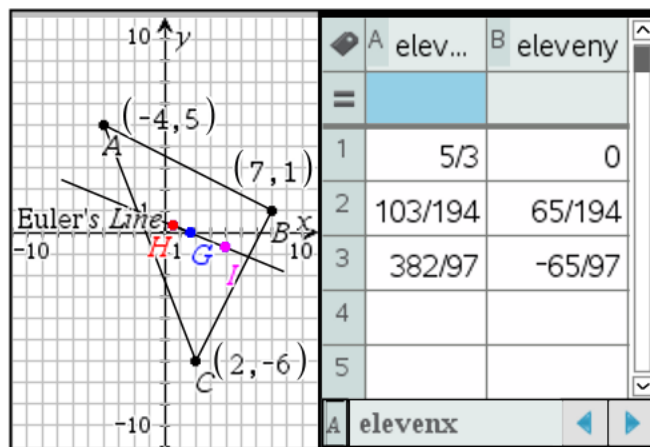 10 y
(-4,5)
A
(7,1)
Euler's Line
B x
-10 H 1 G 10
I
C (2,-6)
-10
A elev... B eleveny
=
1 5/3 0
2 103/194 65/194
3 382/97 -65/97
4
5
A elevenx